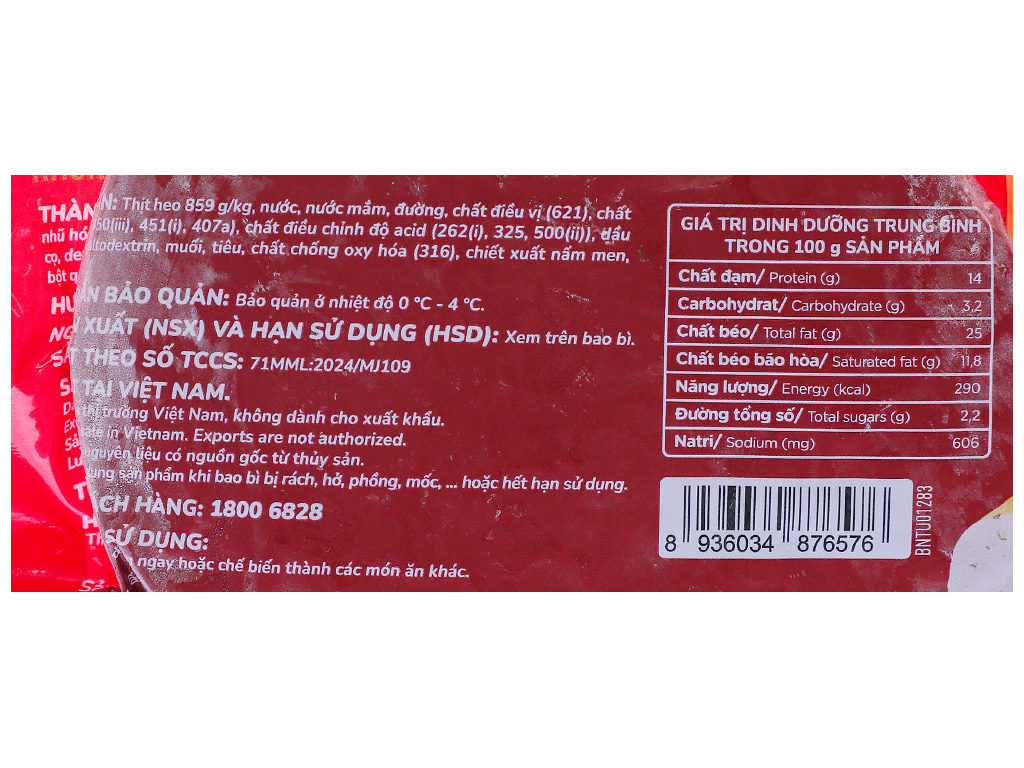 THÀN N: Thịt heo 859 g/kg, nước, nước mắm, đường, chất điều vị (621), chất
nhũ hó 60(iii), 451(i), 407a), chất điều chỉnh độ acid (262(i), 325, 500(ii)), dầu
cọ, de todextrin, muối, tiêu, chất chống oxy hóa (316), chiết xuất nấm men,
bột q
HƯ N BẢO QUẢN: Bảo quản ở nhiệt độ 0 °C - 4 °C.
XUẤT (NSX) VÀ HẠN SỬ DỤNG (HSD): Xem trên bao bì.
THEO SỐ TCCS: 71MML:2024/MJ109
TẠI VIỆT NAM.
thị trường Việt Nam, không dành cho xuất khẩu.
in Vietnam. Exports are not authorized.
nguyên liệu có nguồn gốc từ thủy sản.
dụng sản phẩm khi bao bì bị rách, hở, phồng, mốc, ... hoặc hết hạn sử dụng.
CH HÀNG: 1800 6828
SỬ DỤNG:
ngay hoặc chế biến thành các món ăn khác.
GIÁ TRỊ DINH DƯỠNG TRUNG BÌNH
TRONG 100 g SẢN PHẨM
Chất đạm/ Protein (g) 14
Carbohydrat/ Carbohydrate (g) 3,2
Chất béo/ Total fat (g) 25
Chất béo bão hòa/ Saturated fat (g) 11,8
Năng lượng/ Energy (kcal) 290
Đường tổng số/ Total sugars (g) 2,2
Natri/ Sodium (mg) 606
8 936034 876576
BNT001283